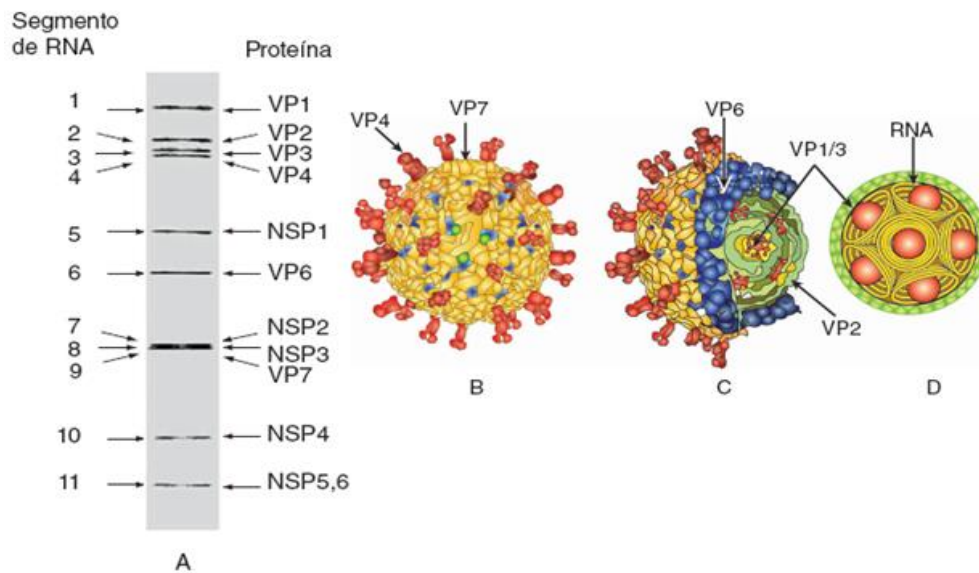 Segmento
de RNA
Proteína
1
VP1
2
VP2
3
VP3
4
VP4
5
NSP1
6
VP6
7
NSP2
8
NSP3
9
VP7
10
NSP4
11
NSP5,6
A
VP4
VP7
B
VP6
VP1/3
VP2
C
RNA
D